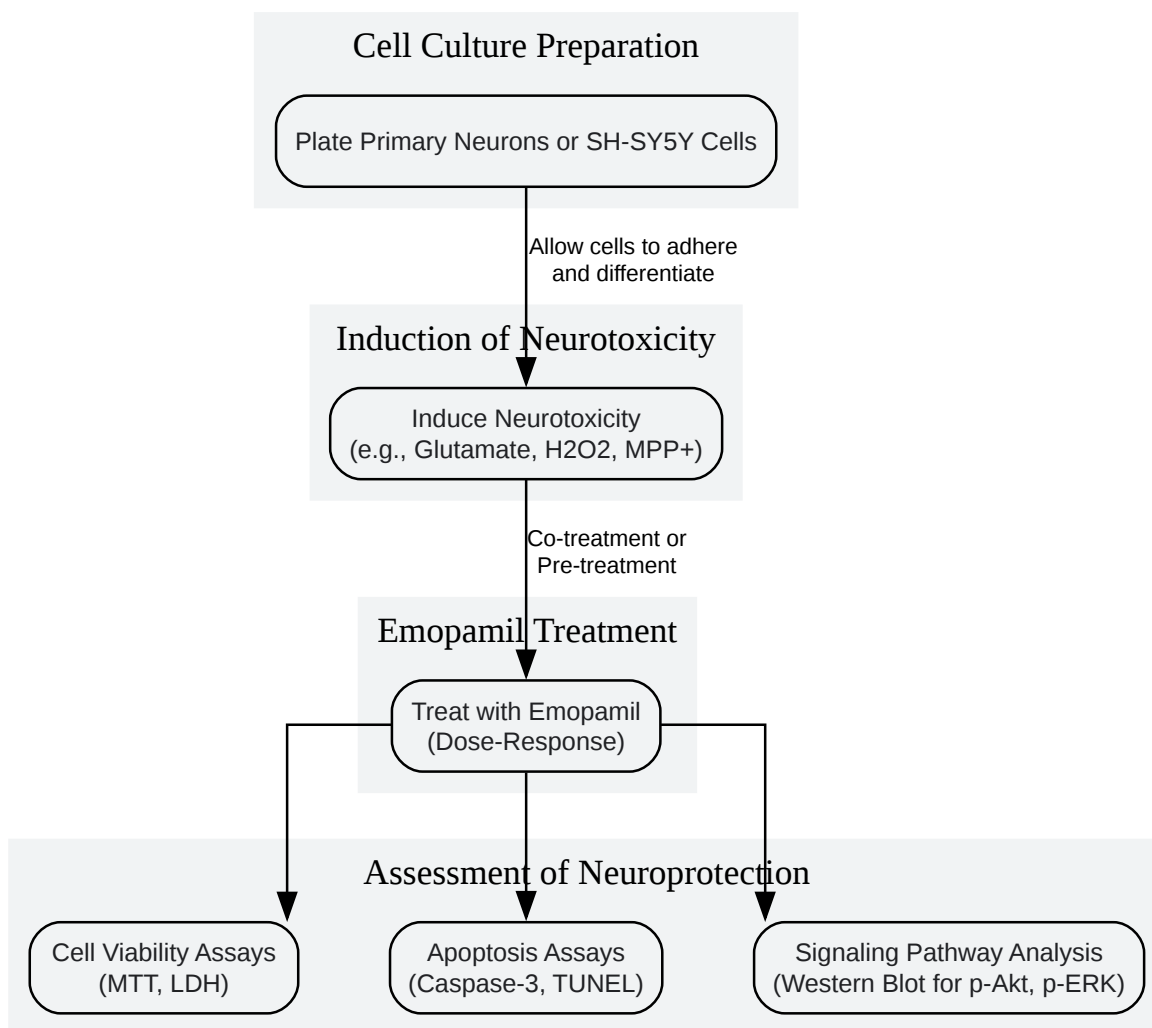 Cell Culture Preparation
Plate Primary Neurons or SH-SY5Y Cells
Allow cells to adhere
and differentiate
Induction of Neurotoxicity
Induce Neurotoxicity
(e.g., Glutamate, H2O2, MPP+)
Co-treatment or
Pre-treatment
Emopamil Treatment
Treat with Emopamil
(Dose-Response)
Assessment of Neuroprotection
Cell Viability Assays
(MTT, LDH)
Apoptosis Assays
(Caspase-3, TUNEL)
Signaling Pathway Analysis
(Western Blot for p-Akt, p-ERK)